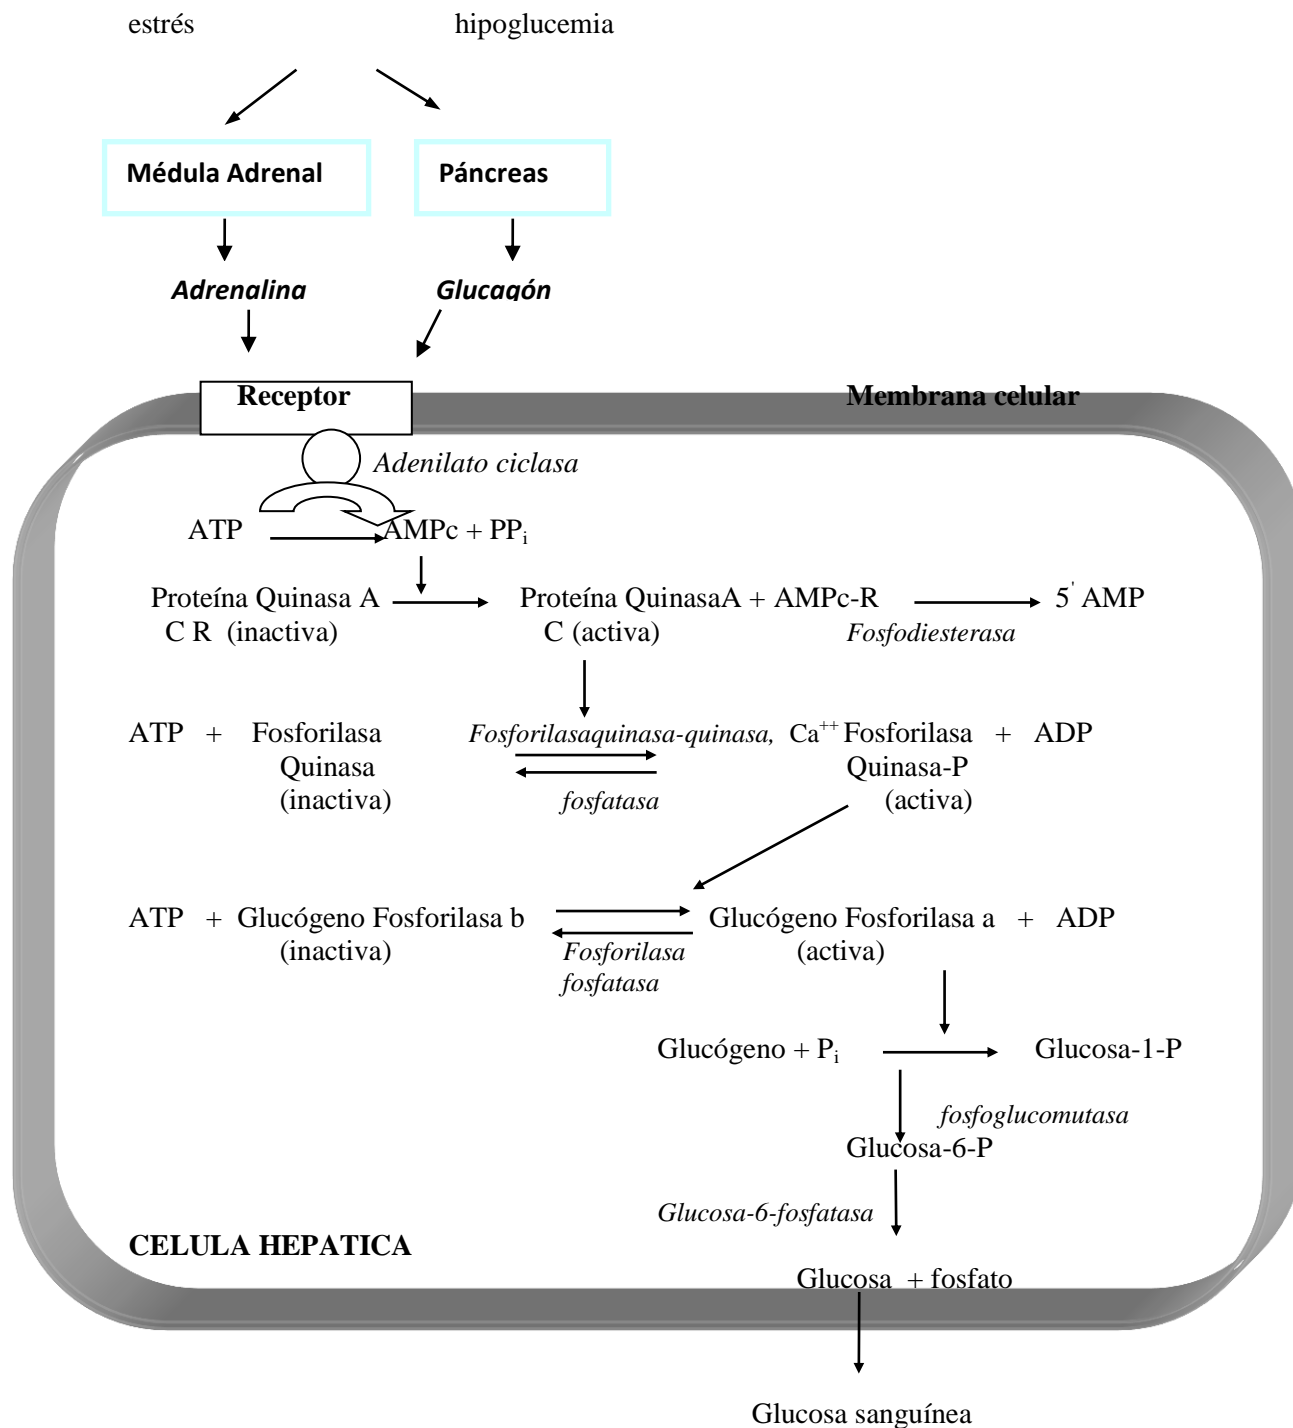 estrés hipoglucemia
Médula Adrenal Páncreas
Adrenalina Glucagón
Receptor Membrana celular
Adenilato ciclasa
ATP AMPc + PPi
Proteína Quinasa A Proteína QuinasaA + AMPc-R 5' AMP
C R (inactiva) C (activa) Fosfodiesterasa
ATP + Fosforilasa Fosforilasaquinasa-quinasa, Ca++ Fosforilasa + ADP
Quinasa Quinasa-P
(inactiva) fosfatasa (activa)
ATP + Glucógeno Fosforilasa b Glucógeno Fosforilasa a + ADP
(inactiva) Fosforilasa (activa)
fosfatasa
Glucógeno + Pi Glucosa-1-P
fosfoglucomutasa
Glucosa-6-P
Glucosa-6-fosfatasa
CELULA HEPATICA
Glucosa + fosfato
Glucosa sanguínea